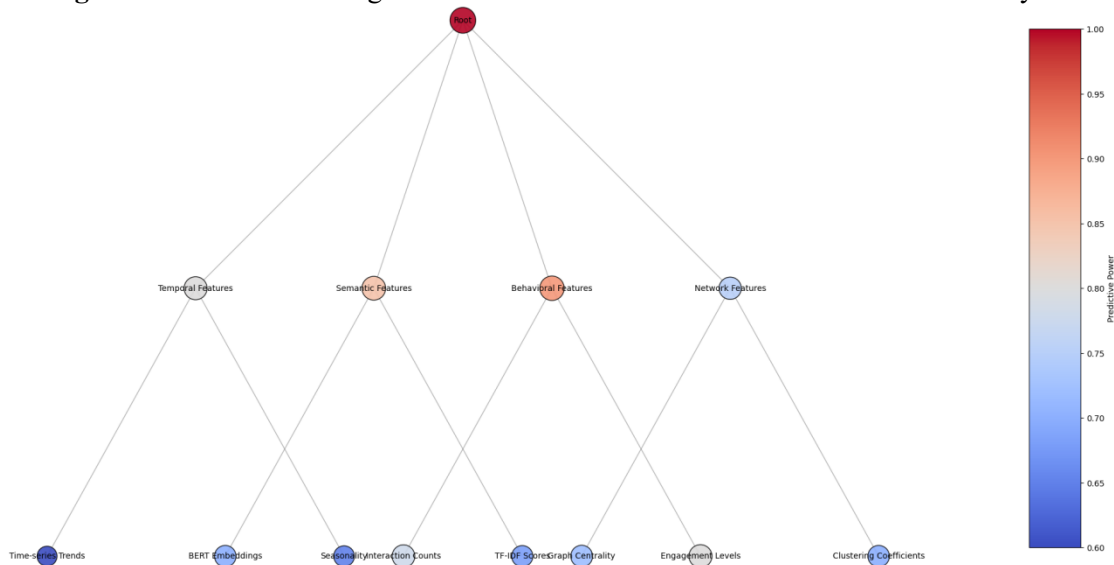 Root
1.00
0.95
0.90
0.85
0.80
0.75
0.70
0.65
0.60
Predictive Power
Temporal Features
Semantic Features
Behavioral Features
Network Features
Time-series Trends
BERT Embeddings
Seasonality
Interaction Counts
TF-IDF Scores
Graph Centrality
Engagement Levels
Clustering Coefficients